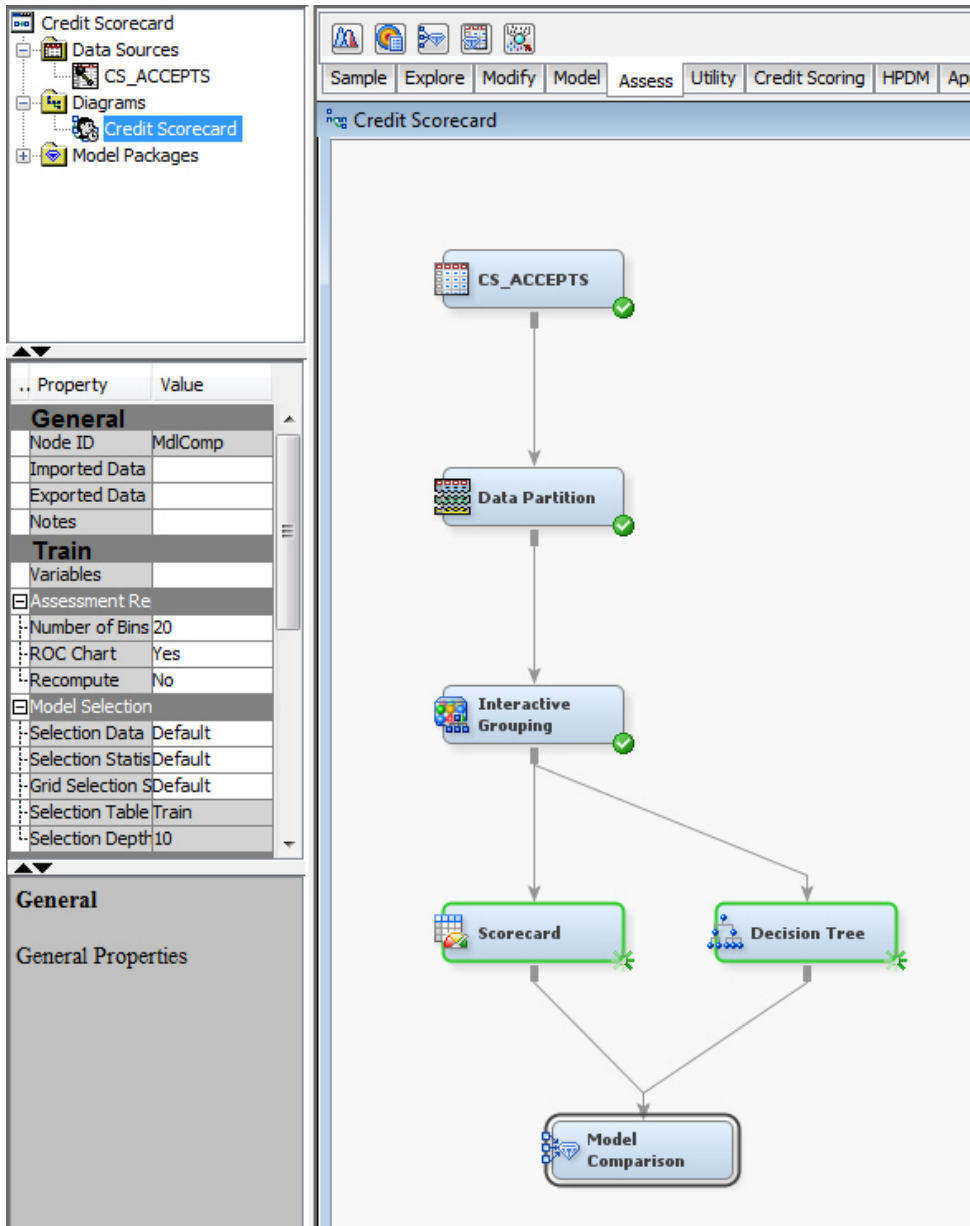 Credit Scorecard
Data Sources
CS_ACCEPTS
Diagrams
Credit Scorecard
Model Packages
.. Property Value
General
Node ID MdlComp
Imported Data
Exported Data
Notes
Train
Variables
Assessment Re
Number of Bins 20
ROC Chart Yes
Recompute No
Model Selection
Selection Data Default
Selection Statis Default
Grid Selection S Default
Selection Table Train
Selection Depth 10
General
General Properties
Sample Explore Modify Model Assess Utility Credit Scoring HPDM Ap
Credit Scorecard
CS_ACCEPTS
Data Partition
Interactive
Grouping
Scorecard
Decision Tree
Model
Comparison